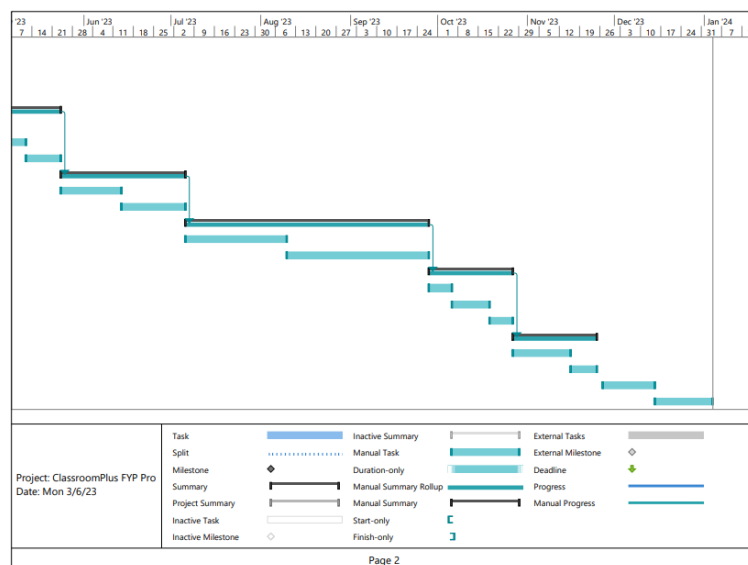 '23 Jun '23 Jul '23 Aug '23 Sep '23 Oct '23 Nov '23 Dec '23 Jan '24
7 14 21 28 4 11 18 25 2 9 16 23 30 6 13 20 27 3 10 17 24 1 8 15 22 29 5 12 19 26 3 10 17 24 31 7
Project: ClassroomPlus FYP Pro
Date: Mon 3/6/23
Task
Split
Milestone
Summary
Project Summary
Inactive Task
Inactive Milestone
Inactive Summary
Manual Task
Duration-only
Manual Summary Rollup
Manual Summary
Start-only
Finish-only
External Tasks
External Milestone
Deadline
Progress
Manual Progress
Page 2